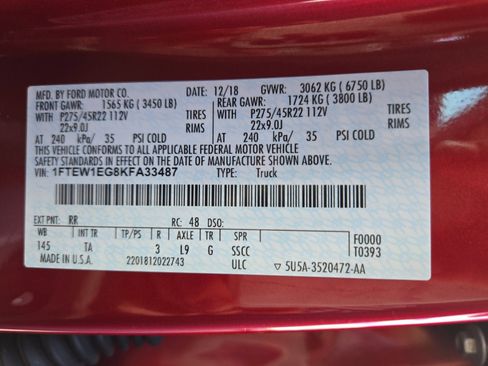 MFD. BY FORD MOTOR CO. 12/18 GVWR: 3062 KG ( 6750 LB)
FRONT GAWR: 1565 KG ( 3450 LB) REAR GAWR: 1724 KG ( 3800 LB)
WITH P275/45R22 112V TIRES WITH P275/45R22 112V TIRES
22x9.0J RIMS 22x9.0J RIMS
AT 240 kPa/ 35 PSI COLD AT 240 kPa/ 35 PSI COLD
THIS VEHICLE CONFORMS TO ALL APPLICABLE FEDERAL MOTOR VEHICLE
SAFETY STANDARDS IN EFFECT ON THE DATE OF MANUFACTURE SHOWN ABOVE.
VIN: 1FTEW1EG8KFA33487 TYPE: Truck
EXT PNT: RR RC: 48 DSO:
WB INT TR TP/PS R AXLE TR SPR F0000
145 TA 3 L9 G SSCC T0393
MADE IN U.S.A. 2201812022743 ULC ▽ 5U5A-3520472-AA